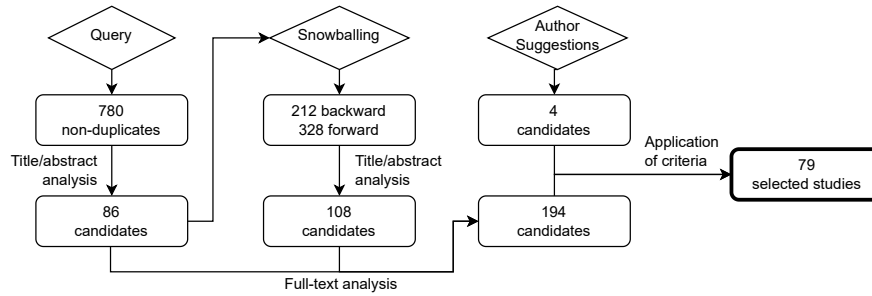 Query
Snowballing
Author
Suggestions
780
non-duplicates
212 backward
328 forward
4
candidates
Title/abstract
analysis
Title/abstract
analysis
Application
of criteria
79
selected studies
86
candidates
108
candidates
194
candidates
Full-text analysis